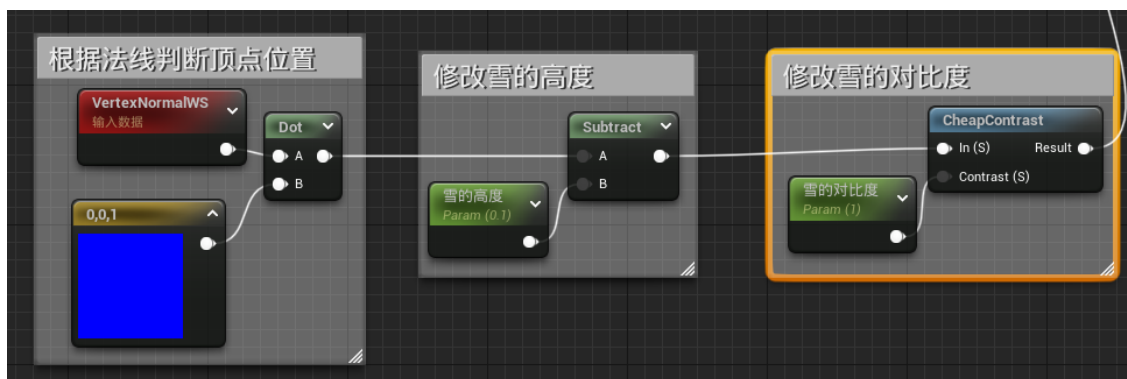 根据法线判断顶点位置
VertexNormalWS
输入数据
Dot
A
B
0,0,1
修改雪的高度
Subtract
A
B
雪的高度
Param (0.1)
修改雪的对比度
CheapContrast
In (S) Result
Contrast (S)
雪的对比度
Param (1)